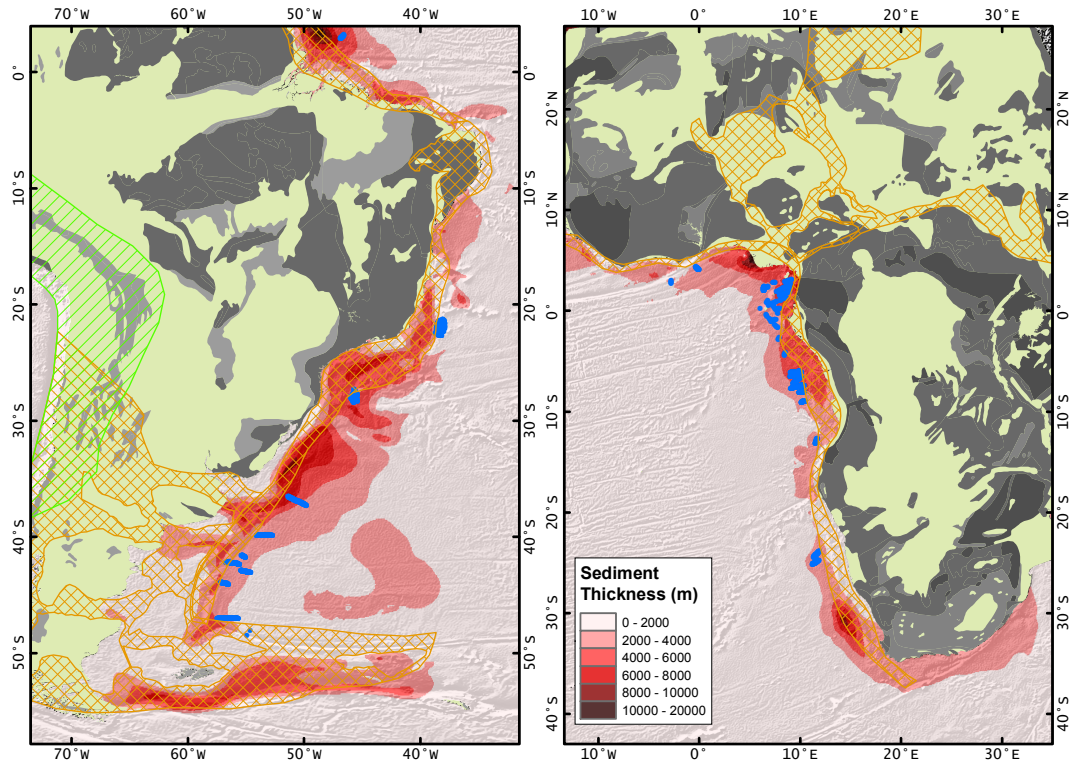 10˚W 0˚ 10˚E 20˚E 30˚E
70˚W 60˚W 50˚W 40˚W
0˚ 0˚ 20˚N 20˚N
10˚S 10˚S 10˚N 10˚N
20˚S 20˚S 0˚ 0˚
30˚S 30˚S 10˚S 10˚S
40˚S 40˚S 20˚S 20˚S
50˚S 50˚S 30˚S 30˚S
40˚S 40˚S
Sediment
Thickness (m)
0 - 2000
2000 - 4000
4000 - 6000
6000 - 8000
8000 - 10000
10000 - 20000
70˚W 60˚W 50˚W 40˚W 10˚W 0˚ 10˚E 20˚E 30˚E